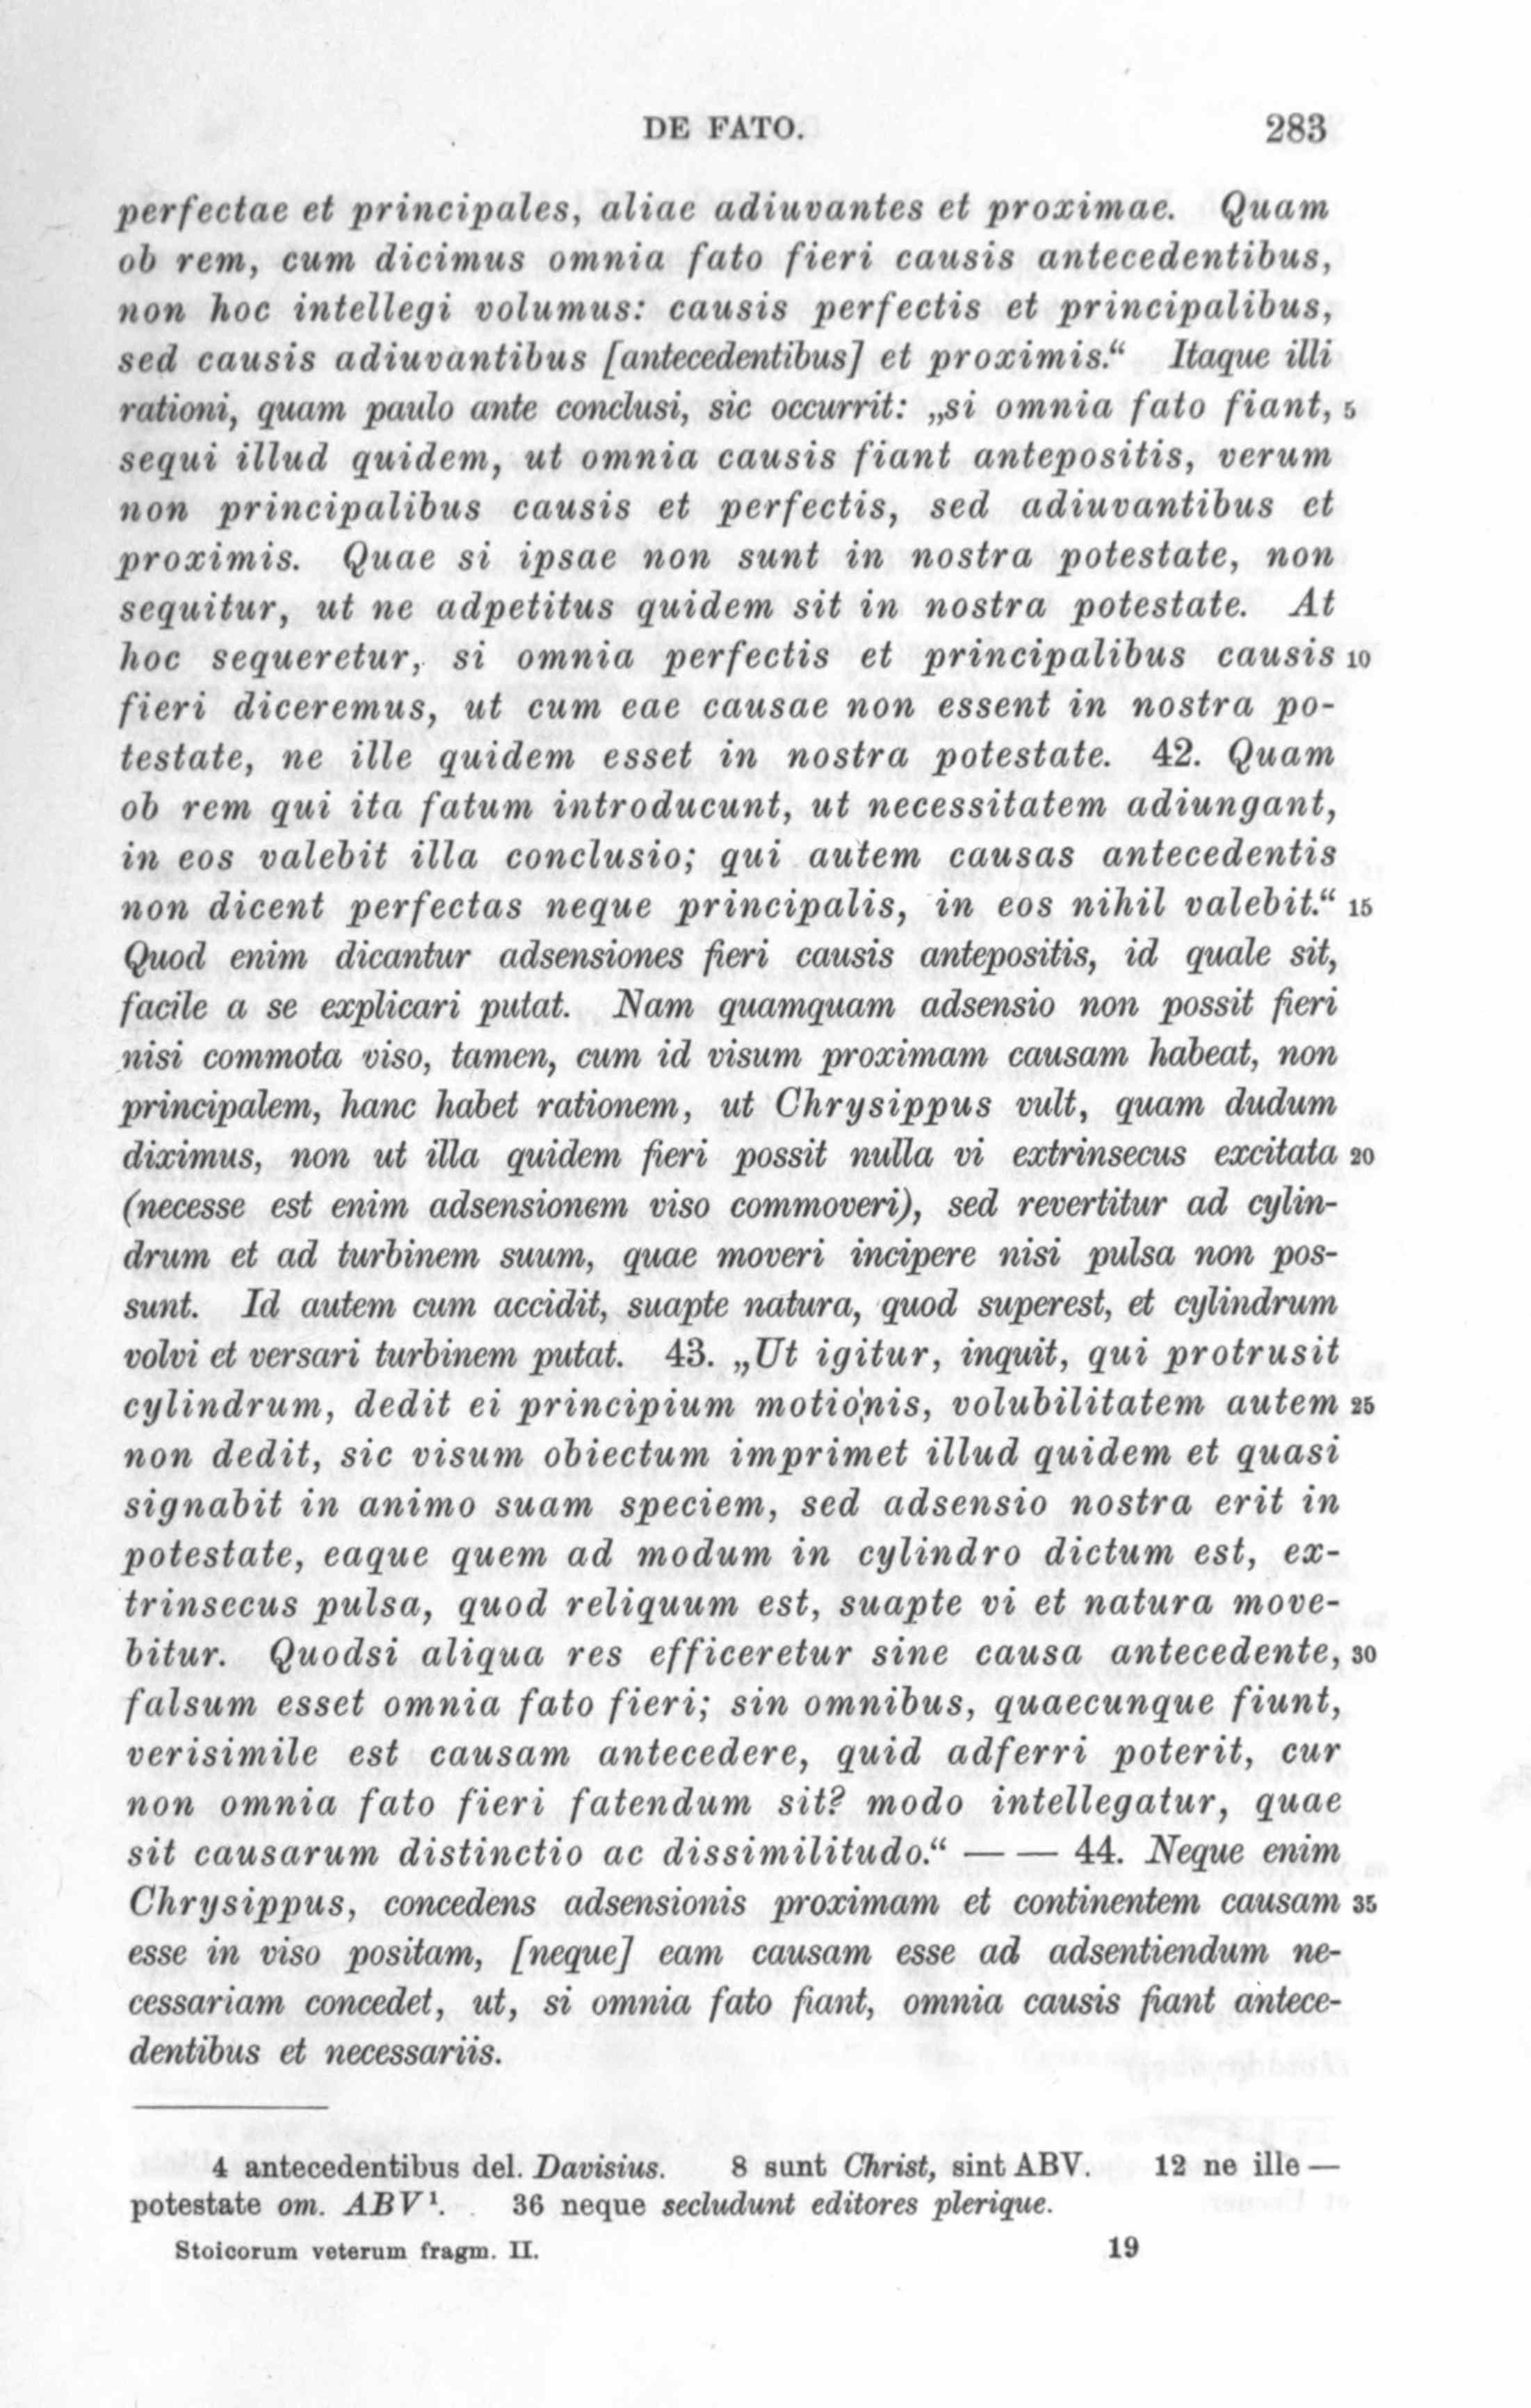 DE FATO. 283
perfectae et principales, aliae adiuvantes et proximae. Quam
ob rem, cum dicimus omnia fato fieri causis antecedentibus,
non hoc intellegi volumus: causis perfectis et principalibus,
sed causis adiuvantibus [antecedentibus] et proximis.“ Itaque illi
rationi, quam paulo ante conclusi, sic occurrit: „si omnia fato fiant, 5
sequi illud quidem, ut omnia causis fiant antepositis, verum
non principalibus causis et perfectis, sed adiuvantibus et
proximis. Quae si ipsae non sunt in nostra potestate, non
sequitur, ut ne adpetitus quidem sit in nostra potestate. At
hoc sequeretur, si omnia perfectis et principalibus causis 10
fieri diceremus, ut cum eae causae non essent in nostra po-
testate, ne ille quidem esset in nostra potestate. 42. Quam
ob rem qui ita fatum introducunt, ut necessitatem adiungant,
in eos valebit illa conclusio; qui autem causas antecedentis
non dicent perfectas neque principalis, in eos nihil valebit.“ 15
Quod enim dicantur adsensiones fieri causis antepositis, id quale sit,
facile a se explicari putat. Nam quamquam adsensio non possit fieri
nisi commota viso, tamen, cum id visum proximam causam habeat, non
principalem, hanc habet rationem, ut Chrysippus vult, quam dudum
diximus, non ut illa quidem fieri possit nulla vi extrinsecus excitata 20
(necesse est enim adsensionem viso commoveri), sed revertitur ad cylin-
drum et ad turbinem suum, quae moveri incipere nisi pulsa non pos-
sunt. Id autem cum accidit, suapte natura, quod superest, et cylindrum
volvi et versari turbinem putat. 43. „Ut igitur, inquit, qui protrusit
cylindrum, dedit ei principium motionis, volubilitatem autem 25
non dedit, sic visum obiectum imprimet illud quidem et quasi
signabit in animo suam speciem, sed adsensio nostra erit in
potestate, eaque quem ad modum in cylindro dictum est, ex-
trinsecus pulsa, quod reliquum est, suapte vi et natura move-
bitur. Quodsi aliqua res efficeretur sine causa antecedente, 30
falsum esset omnia fato fieri; sin omnibus, quaecunque fiunt,
verisimile est causam antecedere, quid adferri poterit, cur
non omnia fato fieri fatendum sit? modo intellegatur, quae
sit causarum distinctio ac dissimilitudo.“ — — 44. Neque enim
Chrysippus, concedens adsensionis proximam et continentem causam 35
esse in viso positam, [neque] eam causam esse ad adsentiendum ne-
cessariam concedet, ut, si omnia fato fiant, omnia causis fiant antece-
dentibus et necessariis.
4 antecedentibus del. Davisius. 8 sunt Christ, sint ABV. 12 ne ille —
potestate om. ABV¹. 36 neque secludunt editores plerique.
Stoicorum veterum fragm. II. 19